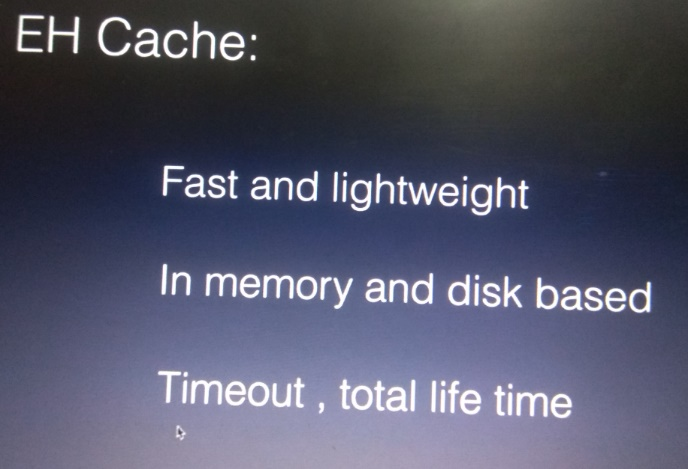 EH Cache:
Fast and lightweight
In memory and disk based
Timeout , total life time